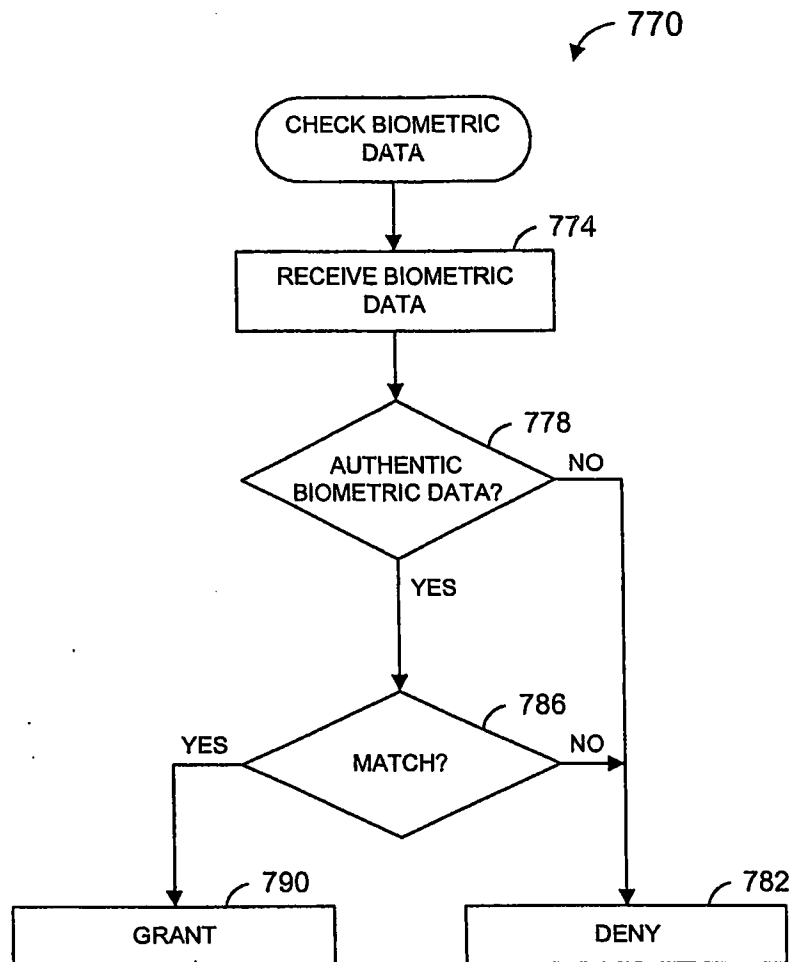 770
CHECK BIOMETRIC
DATA
774
RECEIVE BIOMETRIC
DATA
778
AUTHENTIC
BIOMETRIC DATA?
NO
YES
786
YES
MATCH?
NO
790
GRANT
782
DENY